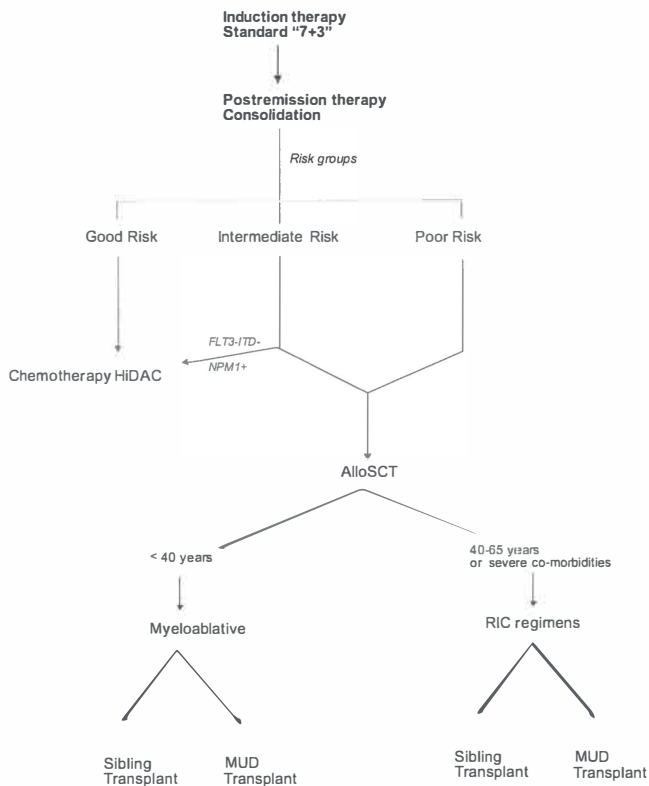 Induction therapy
Standard “7+3”
Postremission therapy
Consolidation
Risk groups
Good Risk
Intermediate Risk
Poor Risk
FLT3-ITD-
NPM1+
Chemotherapy HiDAC
AlloSCT
< 40 years
40-65 years
or severe co-morbidities
Myeloablative
RIC regimens
Sibling
Transplant
MUD
Transplant
Sibling
Transplant
MUD
Transplant